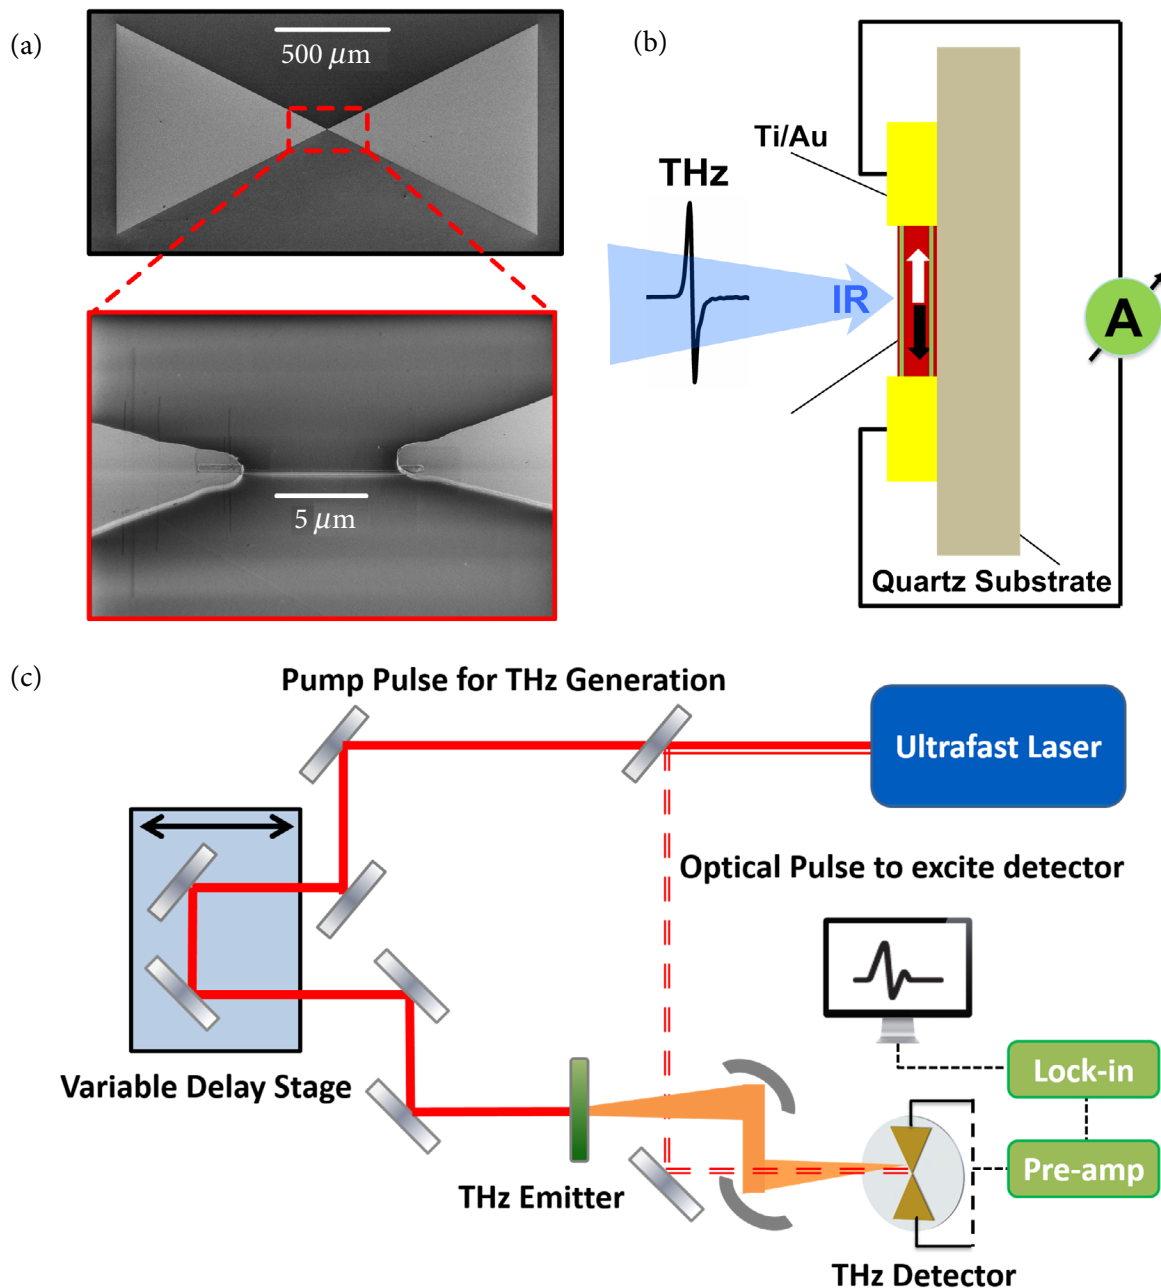 (a)
500 μm
5 μm
(b)
Ti/Au
THz
IR
A
Quartz Substrate
(c)
Pump Pulse for THz Generation
Ultrafast Laser
Optical Pulse to excite detector
Variable Delay Stage
Lock-in
Pre-amp
THz Emitter
THz Detector